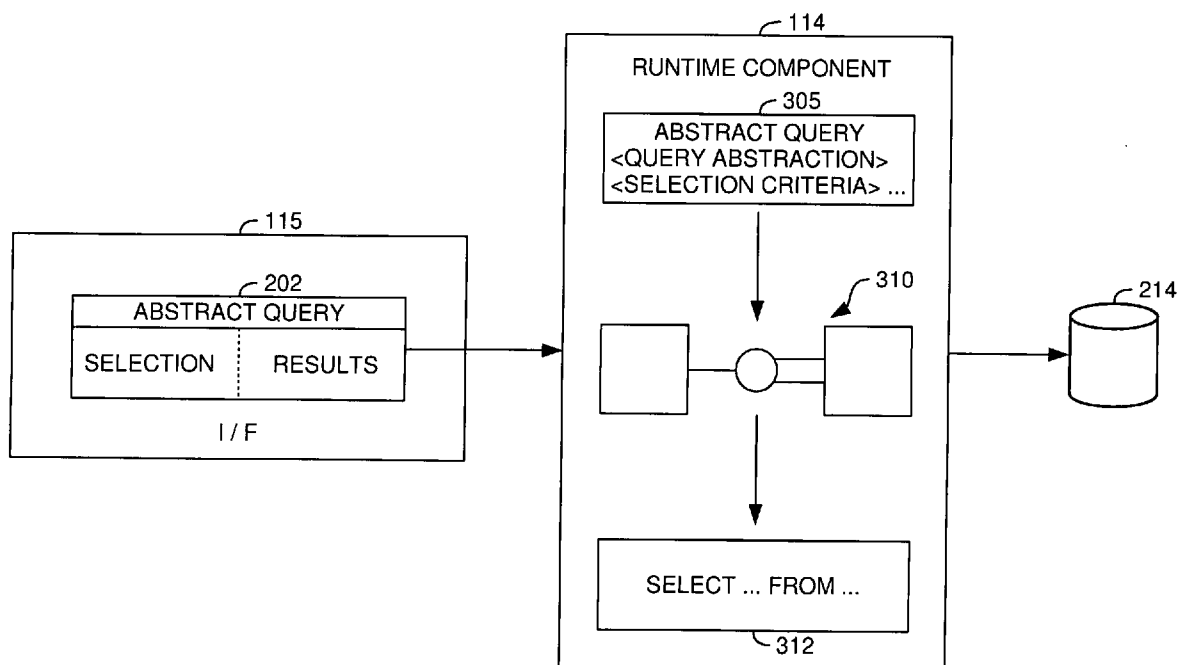 114
RUNTIME COMPONENT
305
ABSTRACT QUERY
<QUERY ABSTRACTION>
<SELECTION CRITERIA> ...
115
202
ABSTRACT QUERY
SELECTION
RESULTS
I / F
310
214
SELECT ... FROM ...
312